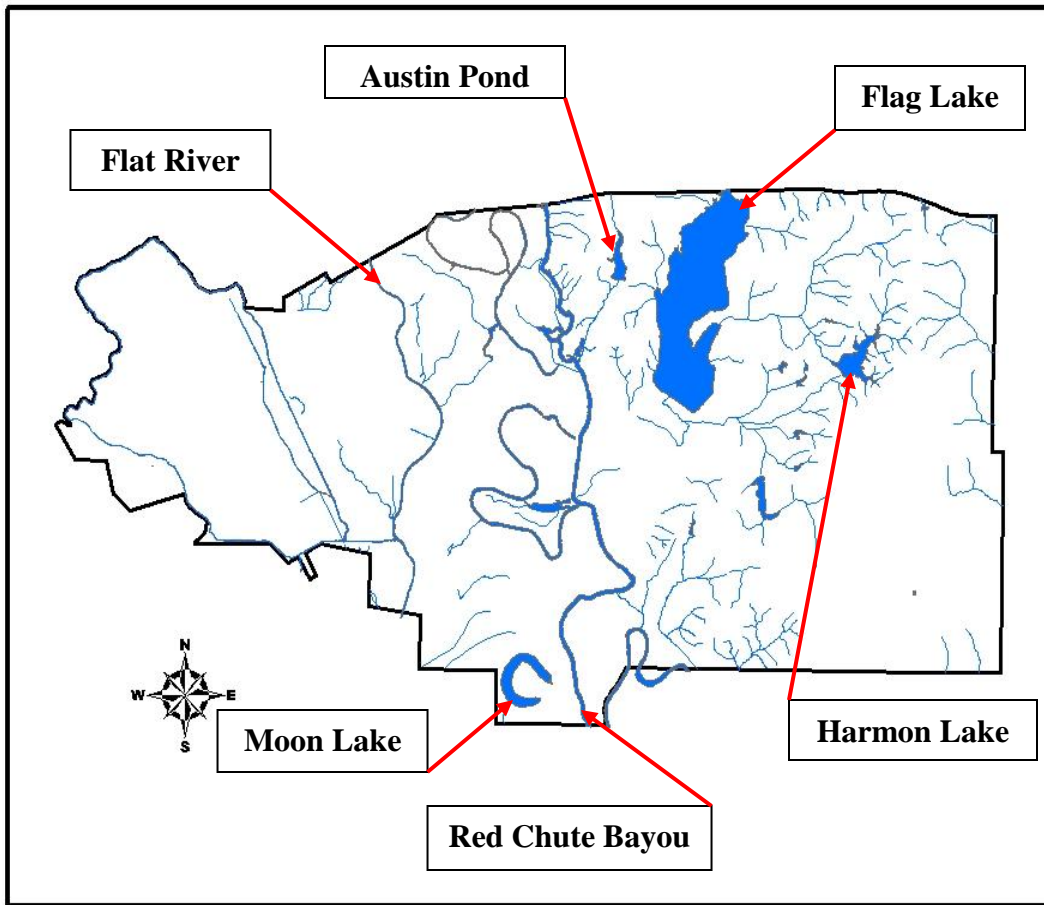 Austin Pond
Flag Lake
Flat River
N
W
E
S
Moon Lake
Harmon Lake
Red Chute Bayou